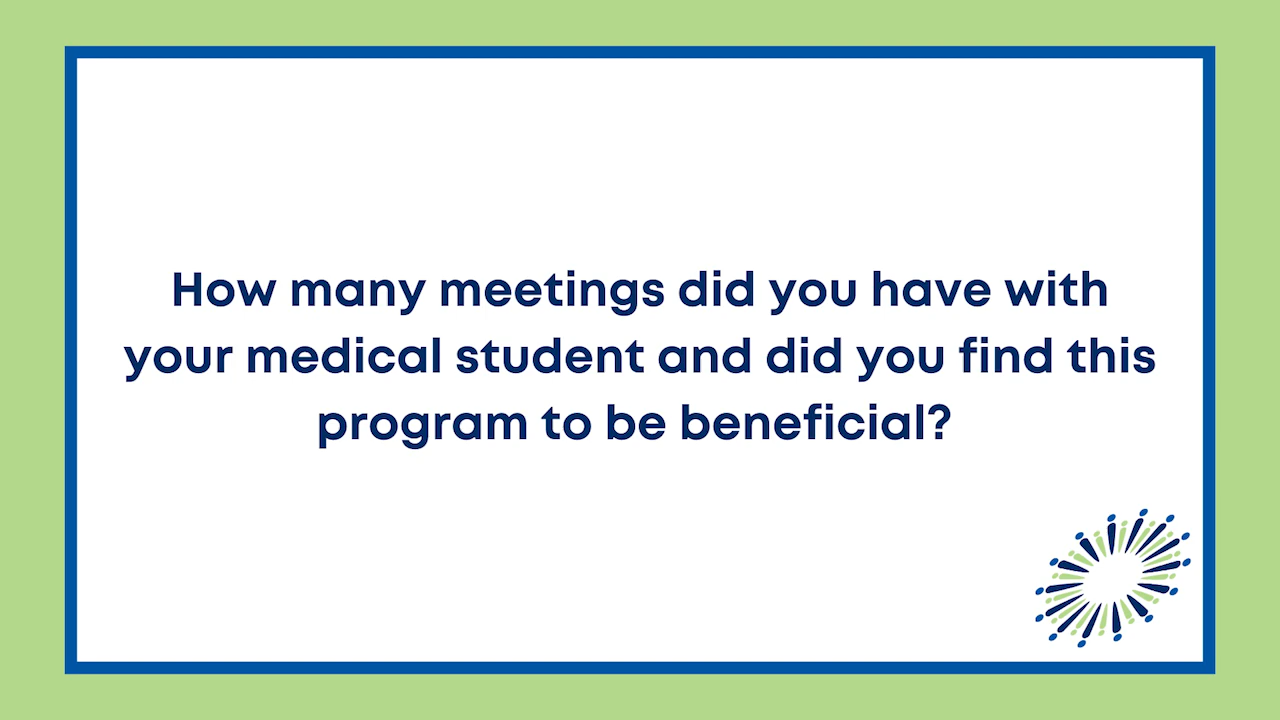 How many meetings did you have with
your medical student and did you find this
program to be beneficial?